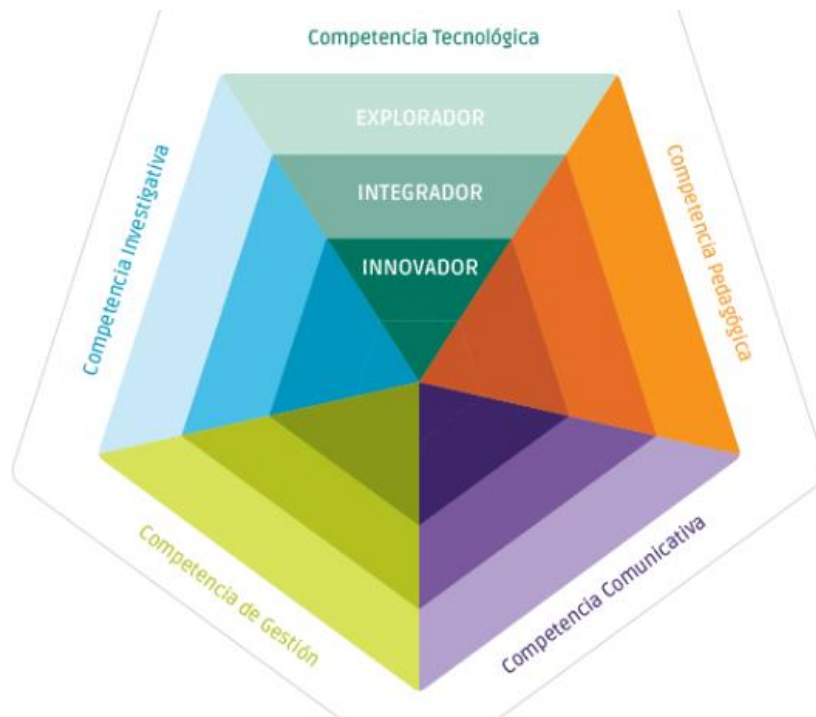 Competencia Tecnológica
EXPLORADOR
INTEGRADOR
INNOVADOR
Competencia Investigativa
Competencia Pedagógica
Competencia de Gestión
Competencia Comunicativa